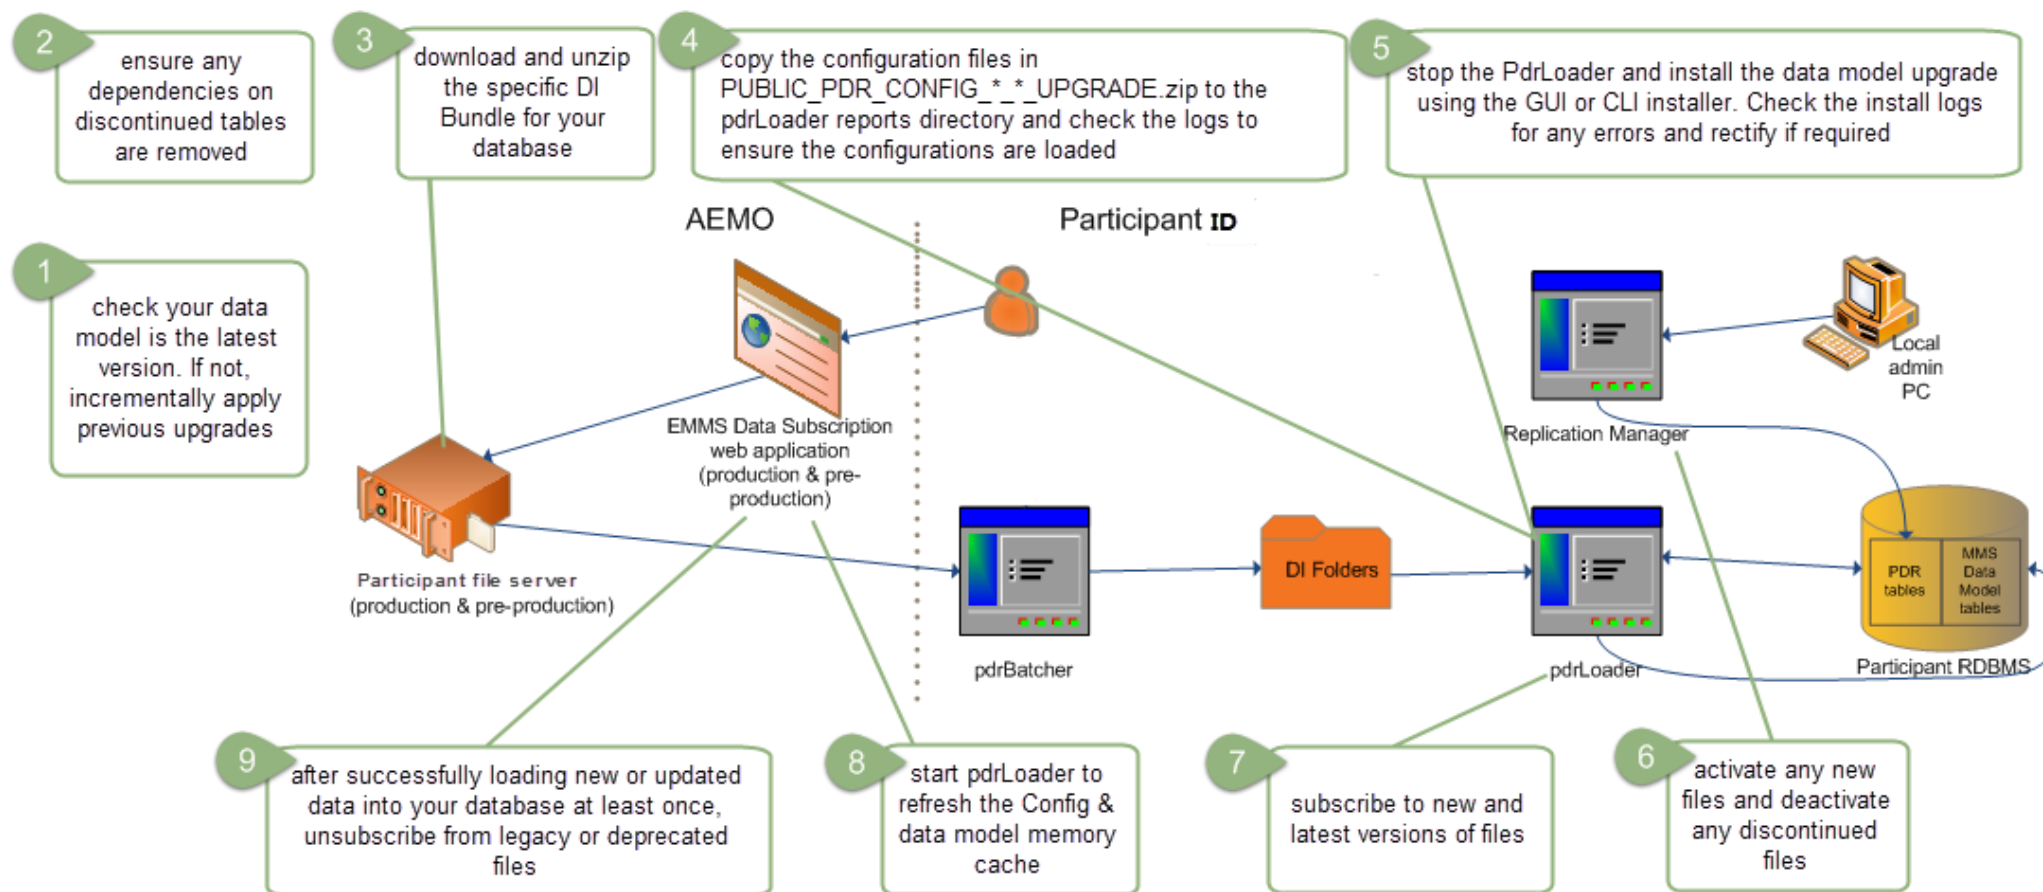 2
ensure any
dependencies on
discontinued tables
are removed
3
download and unzip
the specific DI
Bundle for your
database
4
copy the configuration files in
PUBLIC_PDR_CONFIG_*_*_UPGRADE.zip to the
pdrLoader reports directory and check the logs to
ensure the configurations are loaded
5
stop the PdrLoader and install the data model upgrade
using the GUI or CLI installer. Check the install logs
for any errors and rectify if required
AEMO
Participant ID
1
check your data
model is the latest
version. If not,
incrementally apply
previous upgrades
EMMS Data Subscription
web application
(production & pre-
production)
Replication Manager
Local
admin
PC
Participant file server
(production & pre-production)
pdrBatcher
DI Folders
pdrLoader
PDR
tables
MMS
Data
Model
tables
Participant RDBMS
9
after successfully loading new or updated
data into your database at least once,
unsubscribe from legacy or deprecated
files
8
start pdrLoader to
refresh the Config &
data model memory
cache
7
subscribe to new and
latest versions of files
6
activate any new
files and deactivate
any discontinued
files